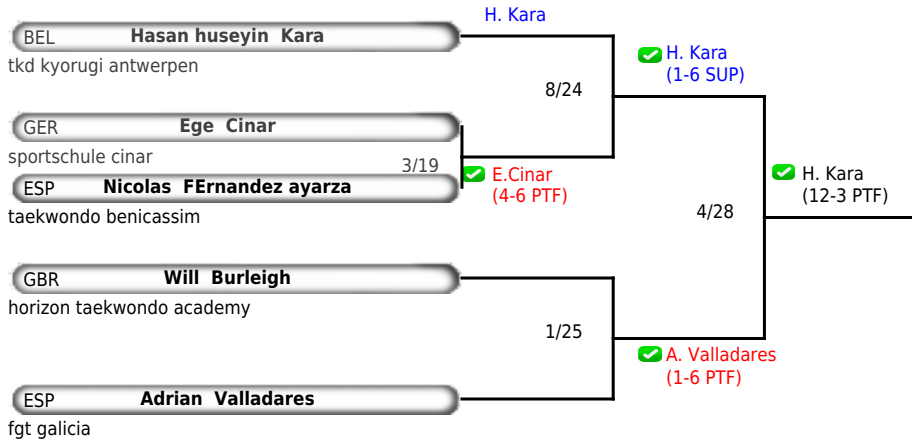 H. Kara
BEL Hasan huseyin Kara
tkd kyorugi antwerpen
H. Kara
(1-6 SUP)
8/24
GER Ege Cinar
sportschule cinar
3/19
E.Cinar
(4-6 PTF)
ESP Nicolas FErnandez ayarza
taekwondo benicassim
H. Kara
(12-3 PTF)
4/28
GBR Will Burleigh
horizon taekwondo academy
1/25
A. Valladares
(1-6 PTF)
ESP Adrian Valladares
fgt galicia